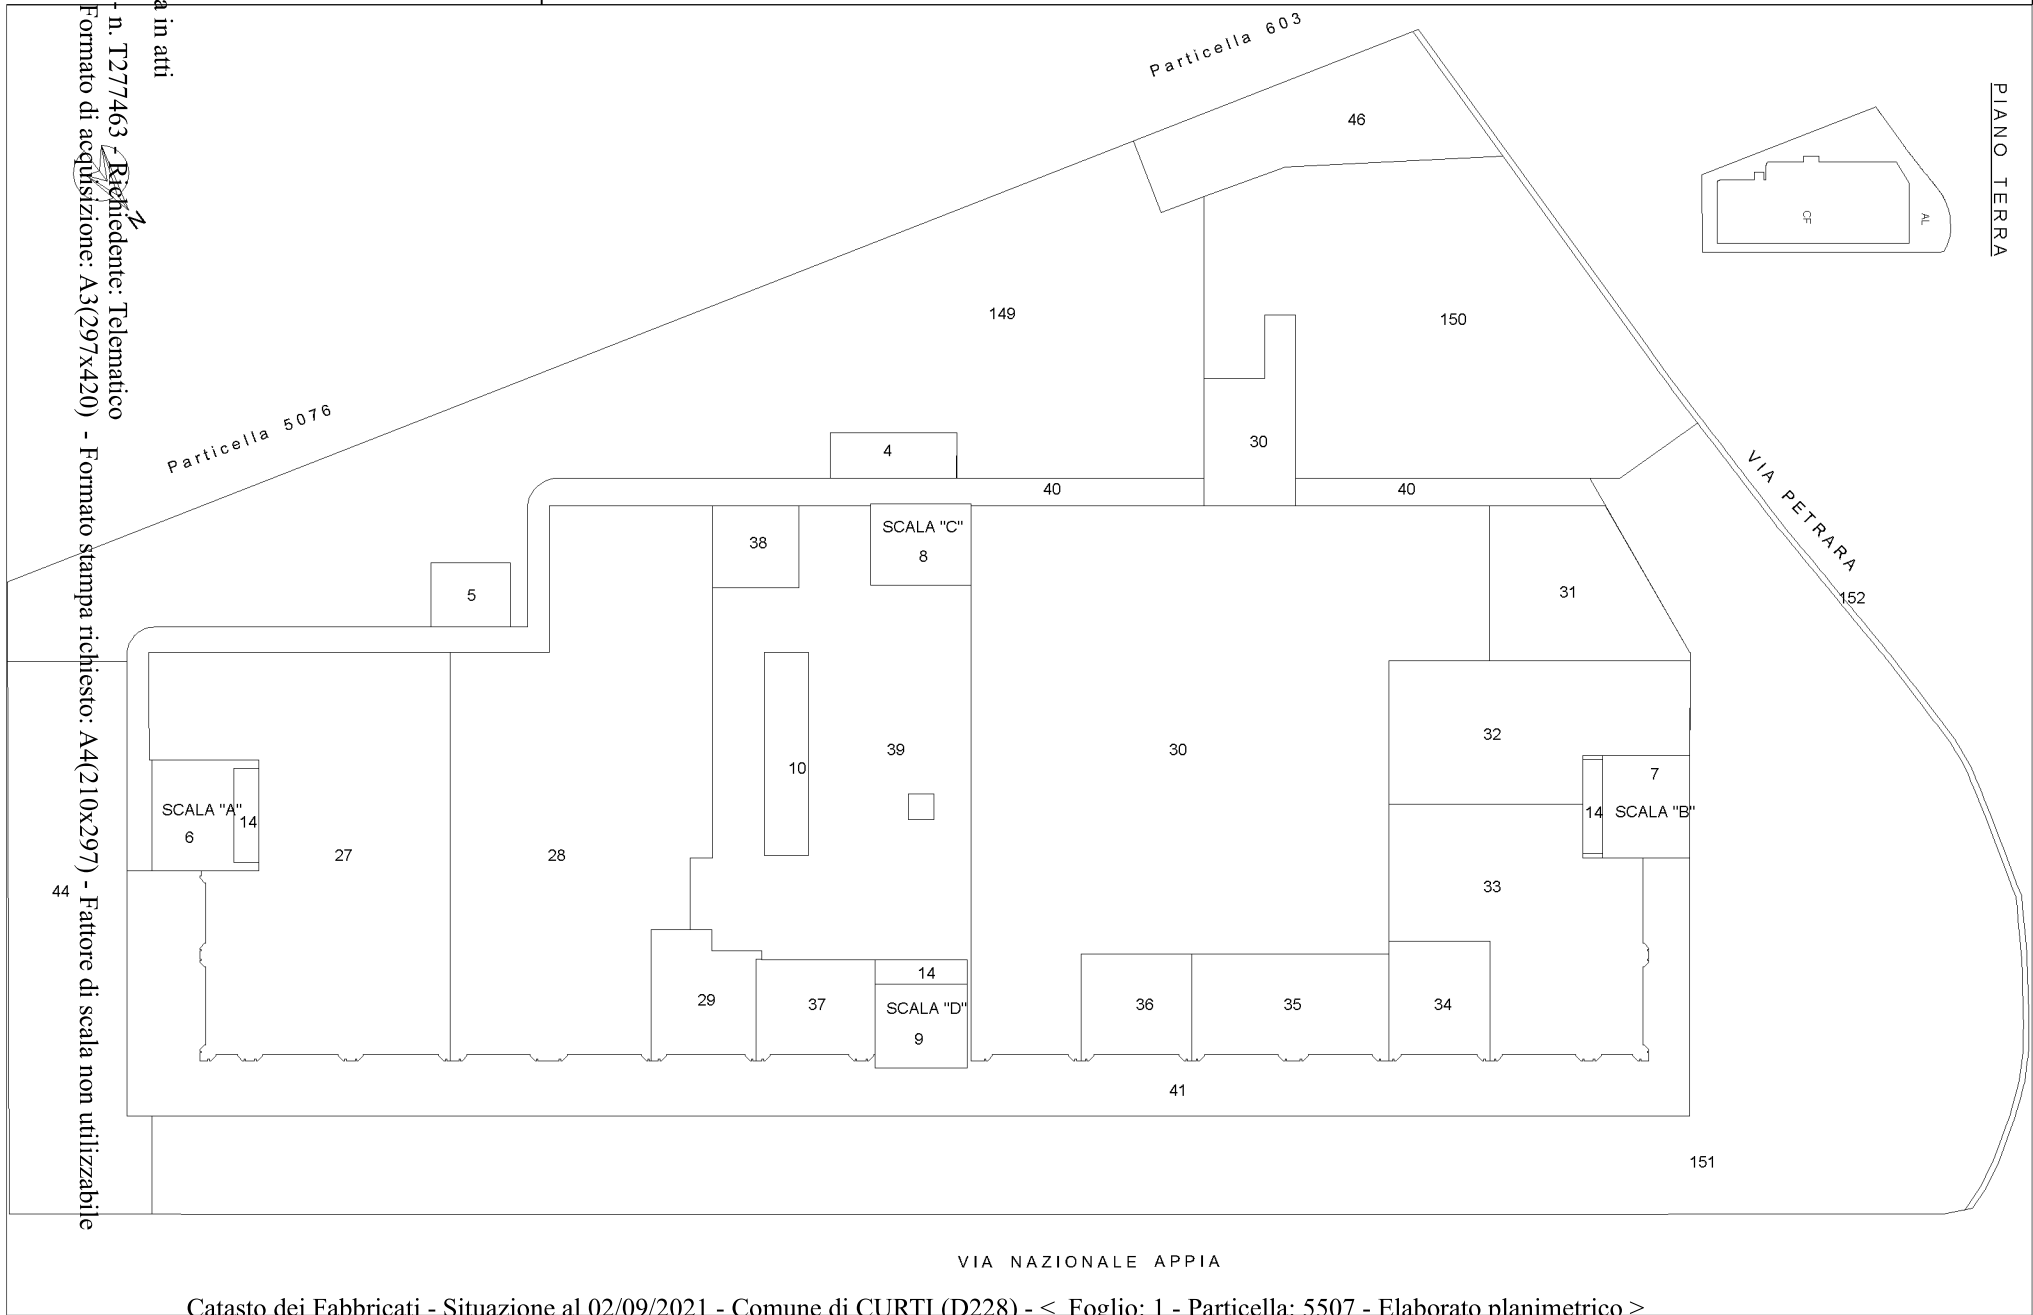 Particella 603
46
PIANO TERRA
CF
AL
a in atti
- n. T277463 - Richiedente: Telematico
Formato di acquisizione: A3(297x420) - Formato stampa richiesto: A4(210x297) - Fattore di scala non utilizzabile
N
149
150
Particella 5076
4
30
40
40
VIA PETRARA
152
38
SCALA "C"
8
5
31
39
30
32
10
7
SCALA "A"
14
6
14
SCALA "B"
27
28
44
33
14
29
37
SCALA "D"
9
36
35
34
41
151
VIA NAZIONALE APPIA
Catasto dei Fabbricati - Situazione al 02/09/2021 - Comune di CURTI (D228) - < Foglio: 1 - Particella: 5507 - Elaborato planimetrico >